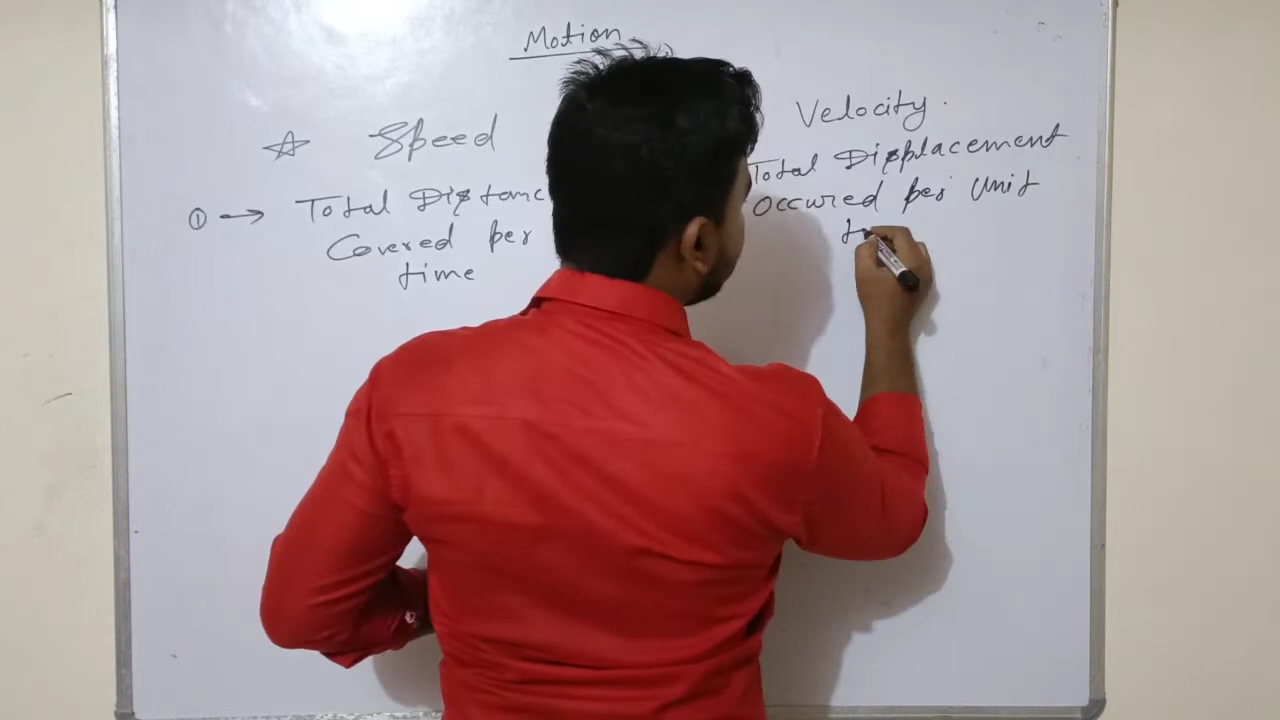 Motion
☆ Speed
Velocity.
① → Total Distanc
Covered per
time
Total Displacement
Occured per Unit